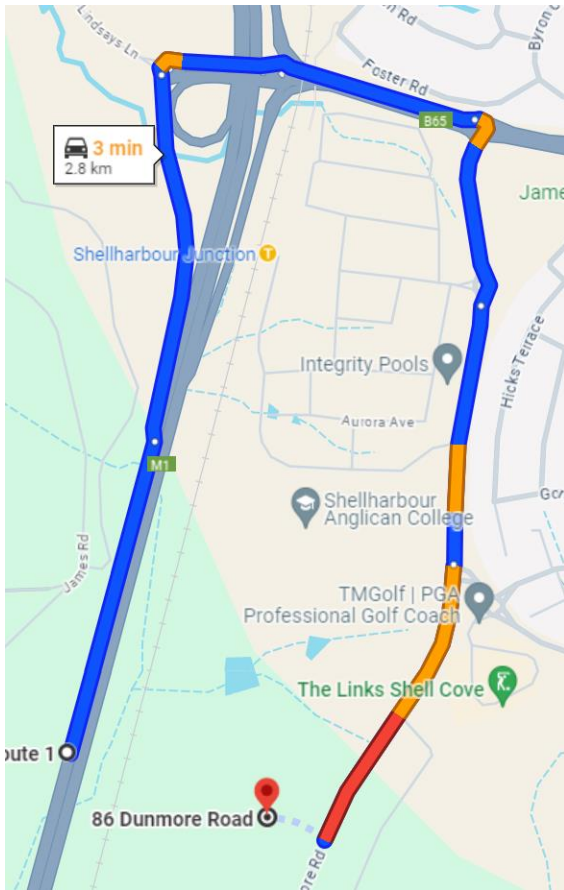 Lindsays Ln
Rd
Byron
Foster Rd
B65
3 min
2.8 km
Jame
Shellharbour Junction
T
Integrity Pools
Hicks Terrace
Aurora Ave
M1
Shellharbour
Anglican College
James Rd
TMGolf | PGA
Professional Golf Coach
The Links Shell Cove
oute 1
86 Dunmore Road
ore Rd